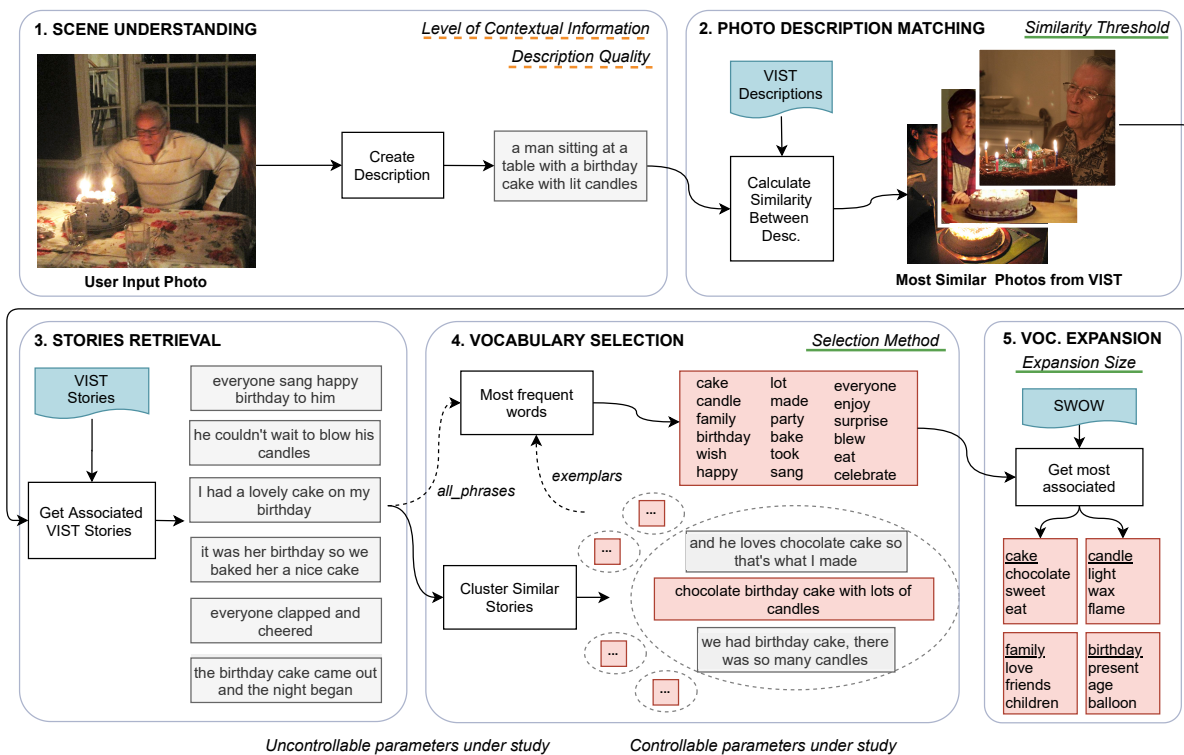 1. SCENE UNDERSTANDING
Level of Contextual Information
Description Quality
User Input Photo
Create
Description
a man sitting at a
table with a birthday
cake with lit candles
2. PHOTO DESCRIPTION MATCHING
Similarity Threshold
VIST
Descriptions
Calculate
Similarity
Between
Desc.
Most Similar Photos from VIST
3. STORIES RETRIEVAL
VIST
Stories
Get Associated
VIST Stories
everyone sang happy
birthday to him
he couldn't wait to blow his
candles
I had a lovely cake on my
birthday
it was her birthday so we
baked her a nice cake
everyone clapped and
cheered
the birthday cake came out
and the night began
4. VOCABULARY SELECTION
Selection Method
Most frequent
words
all_phrases
exemplars
Cluster Similar
Stories
cake
candle
family
birthday
wish
happy
lot
made
party
bake
took
sang
everyone
enjoy
surprise
blew
eat
celebrate
...
...
and he loves chocolate cake so
that's what I made
chocolate birthday cake with lots of
candles
we had birthday cake, there
was so many candles
...
...
5. VOC. EXPANSION
Expansion Size
SWOW
Get most
associated
cake
chocolate
sweet
eat
candle
light
wax
flame
family
love
friends
children
birthday
present
age
balloon
Uncontrollable parameters under study
Controllable parameters under study